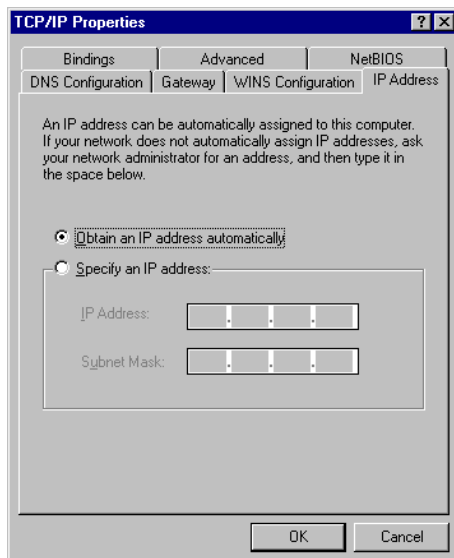 TCP/IP Properties
Bindings Advanced NetBIOS
DNS Configuration Gateway WINS Configuration IP Address
An IP address can be automatically assigned to this computer.
If your network does not automatically assign IP addresses, ask
your network administrator for an address, and then type it in
the space below.
Obtain an IP address automatically
Specify an IP address:
IP Address:
. . .
Subnet Mask:
. . .
OK Cancel